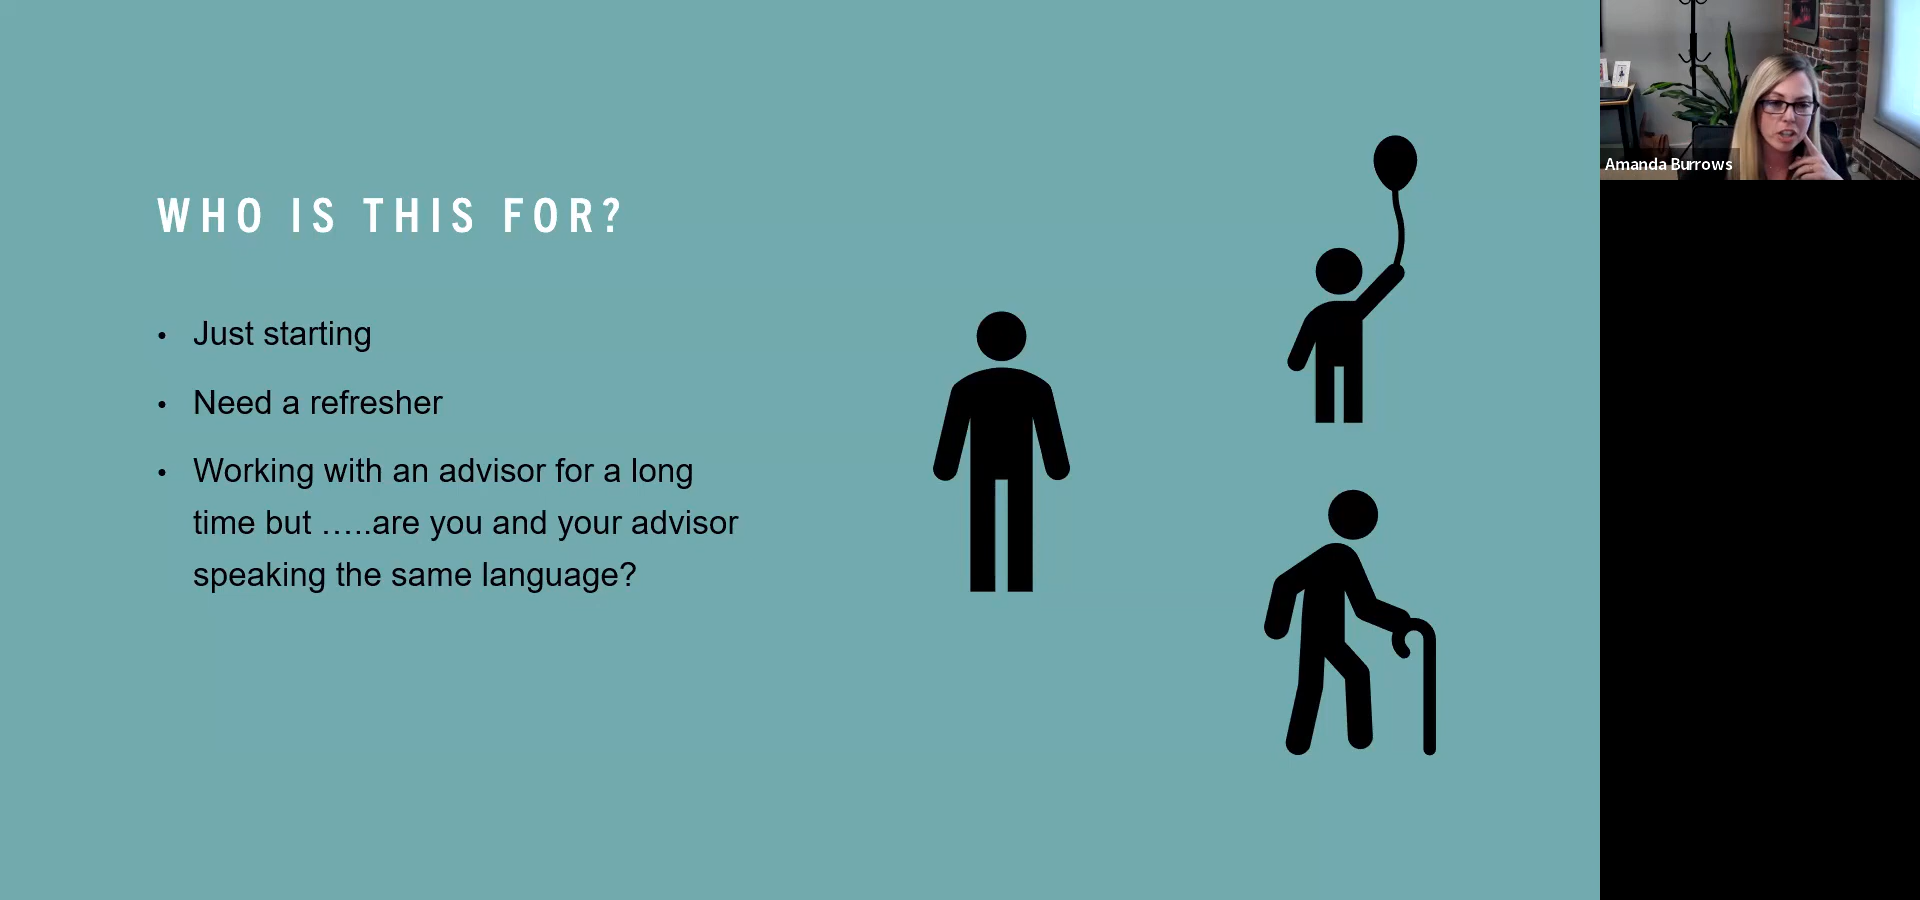 WHO IS THIS FOR?
• Just starting
• Need a refresher
• Working with an advisor for a long
time but …..are you and your advisor
speaking the same language?
Amanda Burrows